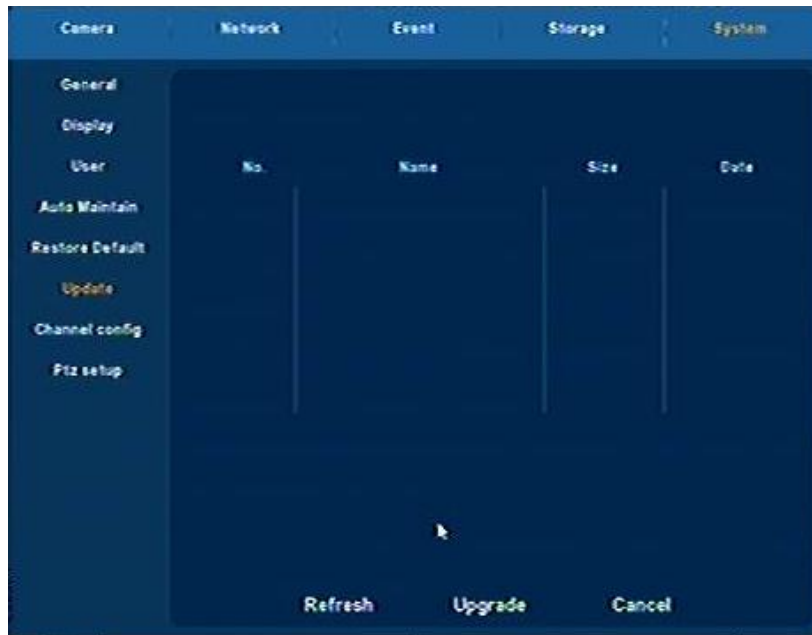 Camera Network Event Storage System
General
Display
User
No. Name Size Date
Auto Maintain
Restore Default
Update
Channel config
Ptz setup
Refresh Upgrade Cancel